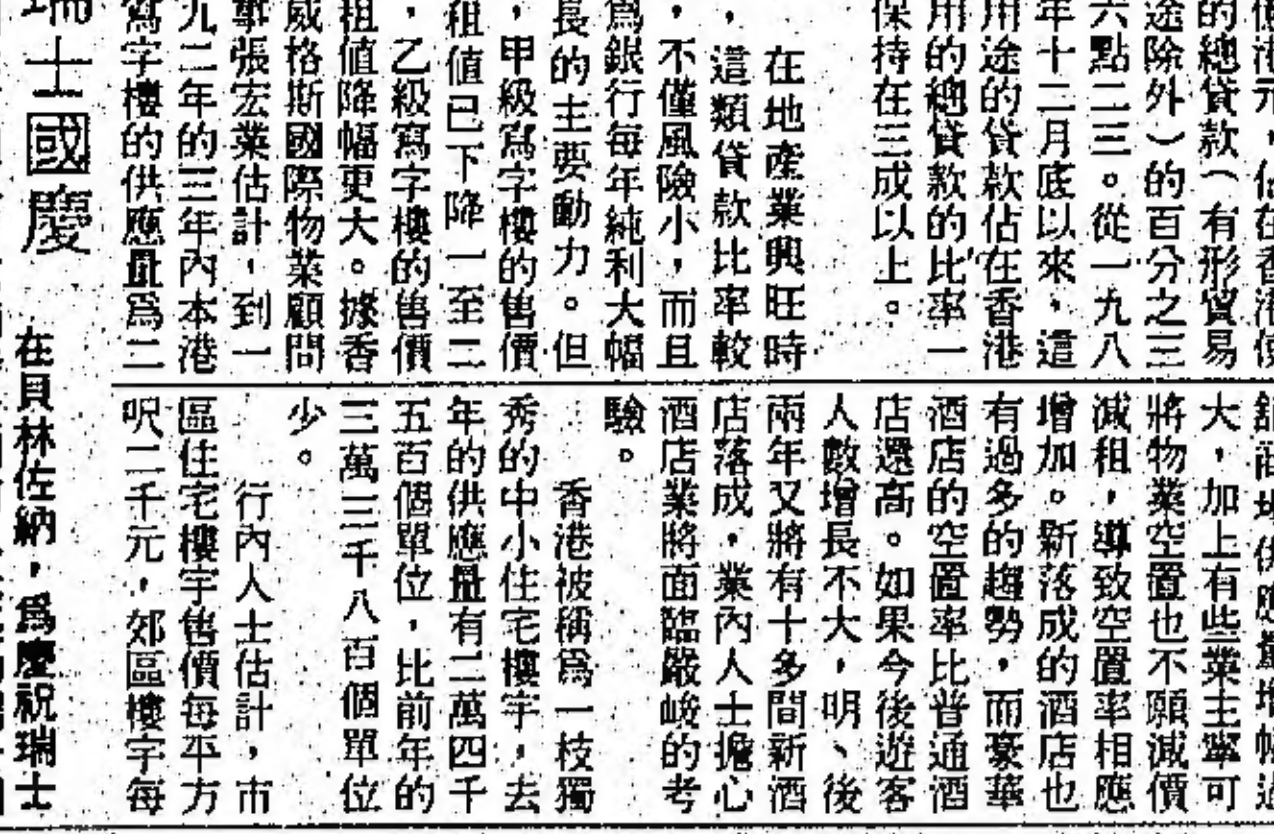 億港元，佔在香港使
的總貸款（有形貿易
途除外）的百分之三
六點二三。從一九八
年十二月底以來，這
用途的貸款佔在香港
用的總貸款的比率一
保持在三成以上。
在地產業興旺時
，這類貸款比率較
，不僅風險小，而且
爲銀行每年純利大幅
長的主要動力。但
，甲級寫字樓的售價
租值已下降一至二
，乙級寫字樓的售價
租值降幅更大。據香
威格斯國際物業顧問
張宏業估計，到一
九二年的三年內本港
寫字樓的供應量爲二
舖商場供應量增幅過
大，加上有些業主寧可
將物業空置也不願減價
減租，導致空置率相應
增加。新落成的酒店也
有過多的趨勢，而豪華
酒店的空置率比普通酒
店還高。如果今後遊客
人數增長不大，明、後
兩年又將有十多間新酒
店落成，業內人士擔心
酒店業將面臨嚴峻的考
驗。
香港被稱爲一枝獨
秀的中小住宅樓宇，去
年的供應量有二萬四千
五百個單位，比前年的
三萬三千八百個單位
少。
行內人士估計，市
區住宅樓宇售價每平方
呎二千元，郊區樓宇每
瑞士國慶
在貝林佐納，爲慶祝瑞士